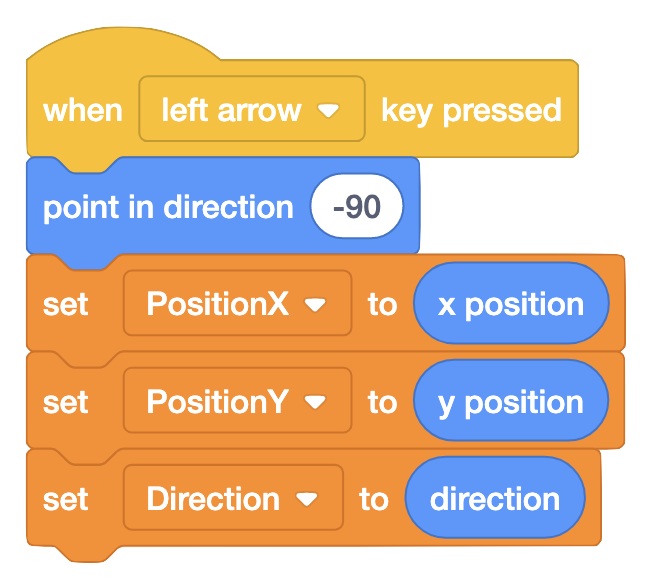 when left arrow key pressed
point in direction -90
set PositionX to x position
set PositionY to y position
set Direction to direction